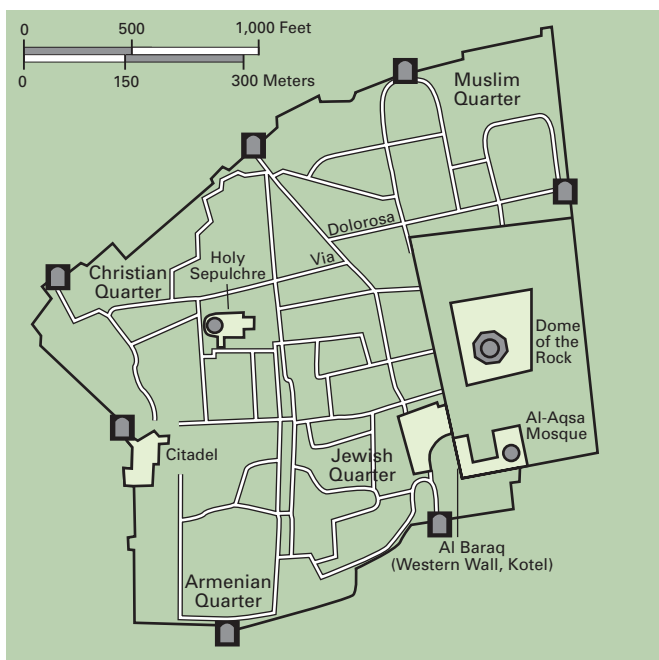 0 500 1,000 Feet
0 150 300 Meters
Muslim
Quarter
Dolorosa
Via
Holy
Sepulchre
Christian
Quarter
Dome
of the
Rock
Al-Aqsa
Mosque
Citadel
Jewish
Quarter
Al Baraq
(Western Wall, Kotel)
Armenian
Quarter